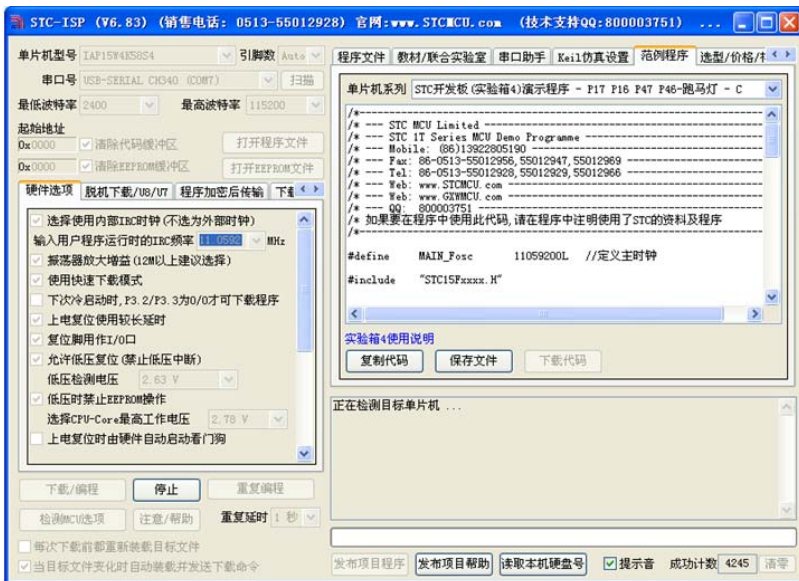 STC-ISP (V6.83) (销售电话: 0513-55012928) 官网:www.STCMCU.com (技术支持QQ:800003751) ...
单片机型号 IAP15W4K58S4 引脚数 Auto
串口号 USB-SERIAL CH340 (COM7) 扫描
最低波特率 2400 最高波特率 115200
起始地址
0x0000 清除代码缓冲区 打开程序文件
0x0000 清除EEPROM缓冲区 打开EEPROM文件
硬件选项 脱机下载/U8/U7 程序加密后传输
选择使用内部IRC时钟(不选为外部时钟)
输入用户程序运行时的IRC频率 11.0592 MHz
振荡器放大增益(12M以上建议选择)
使用快速下载模式
下次冷启动时,P3.2/P3.3为0/0才可下载程序
上电复位使用较长延时
复位脚用作I/O口
允许低压复位(禁止低压中断)
低压检测电压 2.63 V
低压时禁止EEPROM操作
选择CPU-Core最高工作电压 2.78 V
上电复位时由硬件自动启动看门狗
下载/编程 停止 重复编程
检测MCU选项 注意/帮助 重复延时 1 秒
每次下载前都重新装载目标文件
当目标文件变化时自动装载并发送下载命令
程序文件 教材/联合实验室 串口助手 Keil仿真设置 范例程序 选型/价格/
单片机系列 STC开发板(实验箱4)演示程序 - P17 P16 P47 P46-跑马灯 - C
/*---------------------------------------------------------------
/* --- STC MCU Limited ------------------------------------------
/* --- STC 1T Series MCU Demo Programme -------------------------
/* --- Mobile: (86)13922805190 ----------------------------------
/* --- Fax: 86-0513-55012956,55012947,55012969 ------------------
/* --- Tel: 86-0513-55012928,55012929,55012966 ------------------
/* --- Web: www.STCMCU.com --------------------------------------
/* --- Web: www.GXWMCU.com --------------------------------------
/* --- QQ: 800003751 --------------------------------------------
/* 如果要在程序中使用此代码,请在程序中注明使用了STC的资料及程序
/*---------------------------------------------------------------
#define MAIN_Fosc 11059200L //定义主时钟
#include "STC15Fxxxx.H"
实验箱4使用说明
复制代码 保存文件 下载代码
正在检测目标单片机 ...
发布项目程序 发布项目帮助 读取本机硬盘号 提示音 成功计数 4245 清零